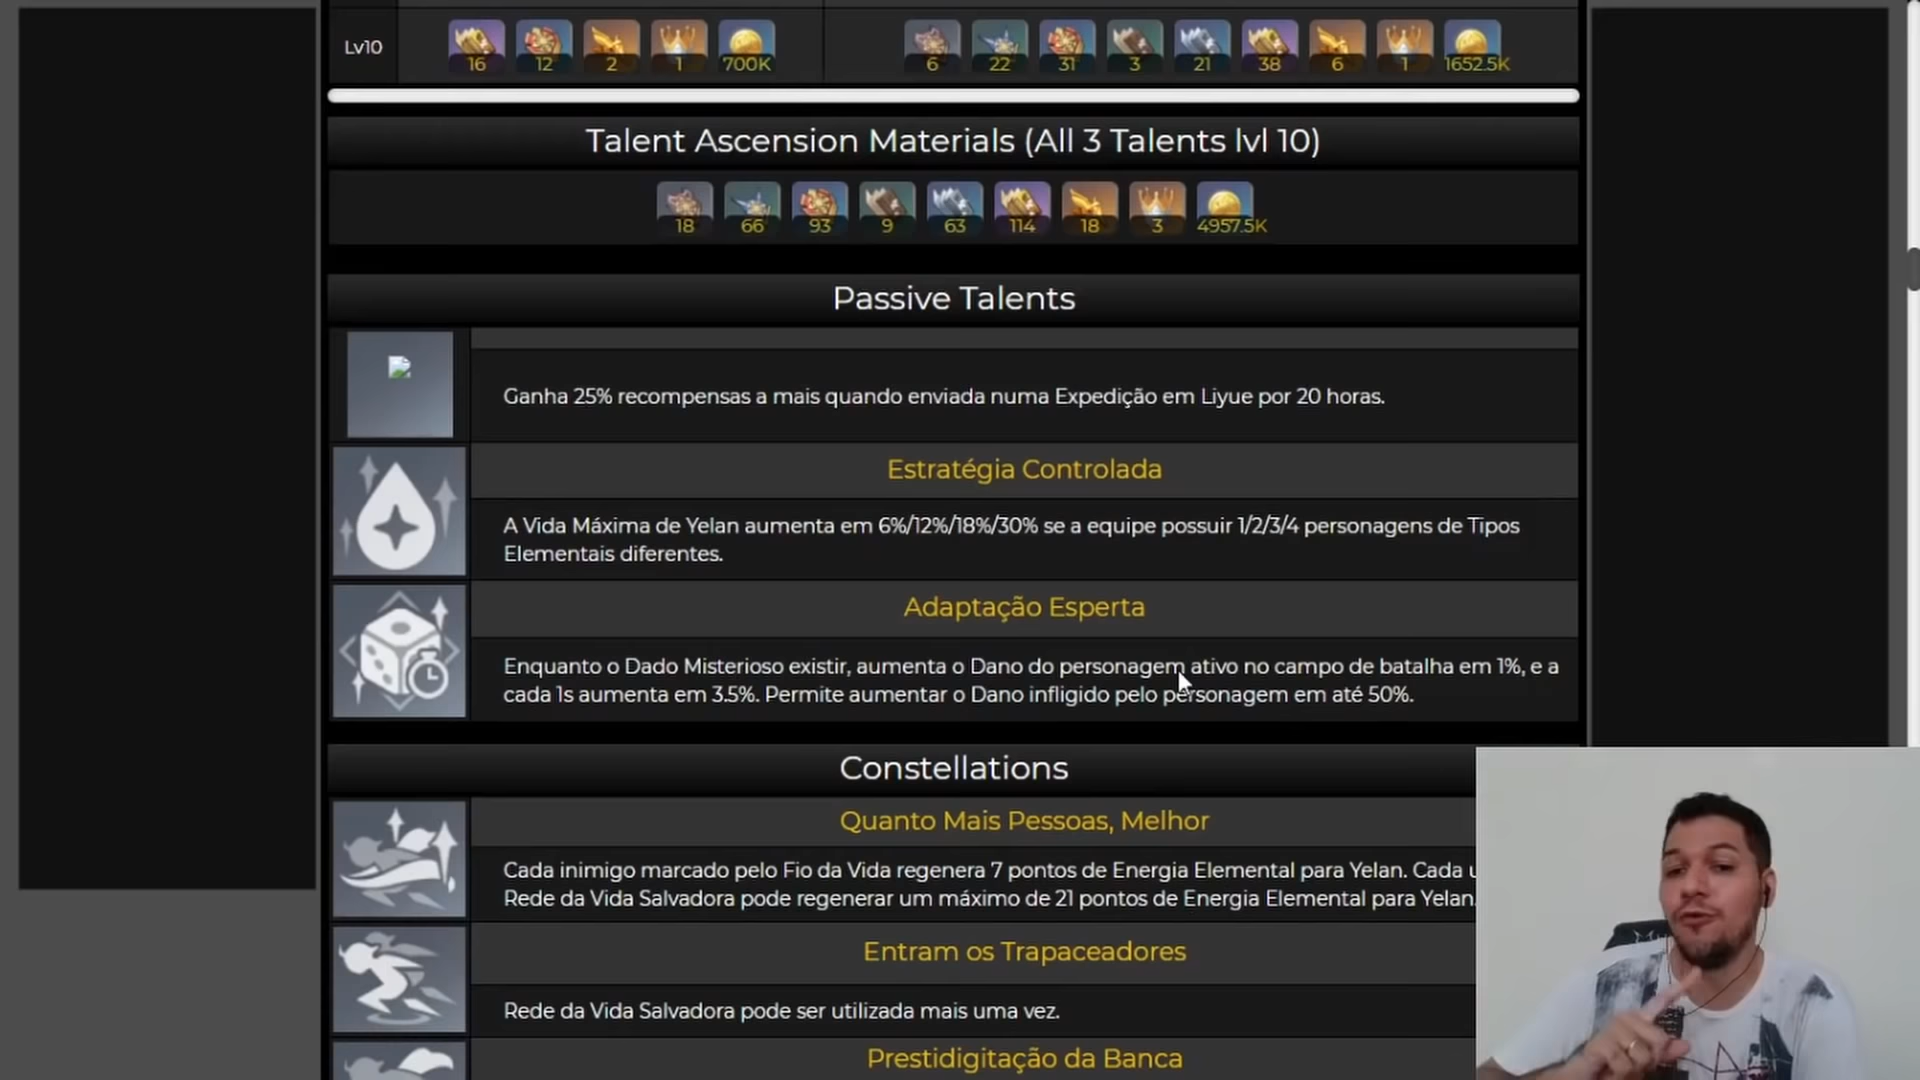 Lv10
16 12 2 1 700K
6 22 31 3 21 38 6 1 1652.5K
Talent Ascension Materials (All 3 Talents lvl 10)
18 66 93 9 63 114 18 3 4957.5K
Passive Talents
Ganha 25% recompensas a mais quando enviada numa Expedição em Liyue por 20 horas.
Estratégia Controlada
A Vida Máxima de Yelan aumenta em 6%/12%/18%/30% se a equipe possuir 1/2/3/4 personagens de Tipos
Elementais diferentes.
Adaptação Esperta
Enquanto o Dado Misterioso existir, aumenta o Dano do personagem ativo no campo de batalha em 1%, e a
cada 1s aumenta em 3.5%. Permite aumentar o Dano infligido pelo personagem em até 50%.
Constellations
Quanto Mais Pessoas, Melhor
Cada inimigo marcado pelo Fio da Vida regenera 7 pontos de Energia Elemental para Yelan. Cada
Rede da Vida Salvadora pode regenerar um máximo de 21 pontos de Energia Elemental para Yelan.
Entram os Trapaceadores
Rede da Vida Salvadora pode ser utilizada mais uma vez.
Prestidigitação da Banca